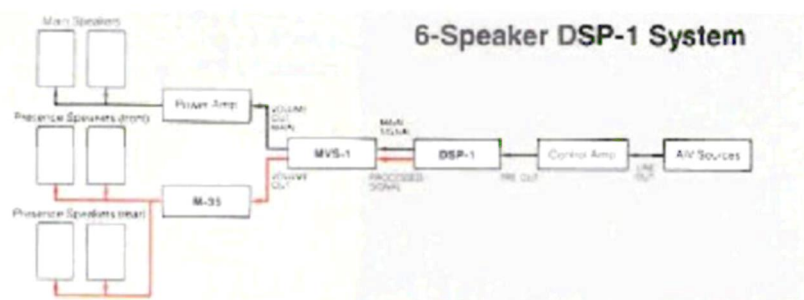 6-Speaker DSP-1 System
Main Speakers
Power Amp
VOLUME
OUT
MAIN
MAIN
SIGNAL
Presence Speakers (front)
MVS-1
DSP-1
Control Amp
A/V Sources
VOLUME
OUT
PROCESSED
SIGNAL
PRE OUT
LINE
OUT
M-35
Presence Speakers (rear)